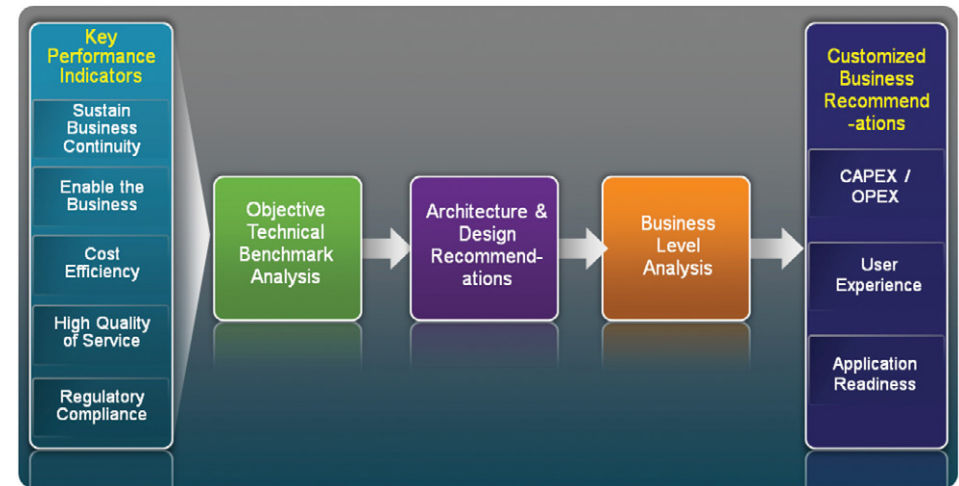 Key
Performance
Indicators
Sustain
Business
Continuity
Enable the
Business
Cost
Efficiency
High Quality
of Service
Regulatory
Compliance
Objective
Technical
Benchmark
Analysis
Architecture &
Design
Recommend-
ations
Business
Level
Analysis
Customized
Business
Recommend
-ations
CAPEX /
OPEX
User
Experience
Application
Readiness